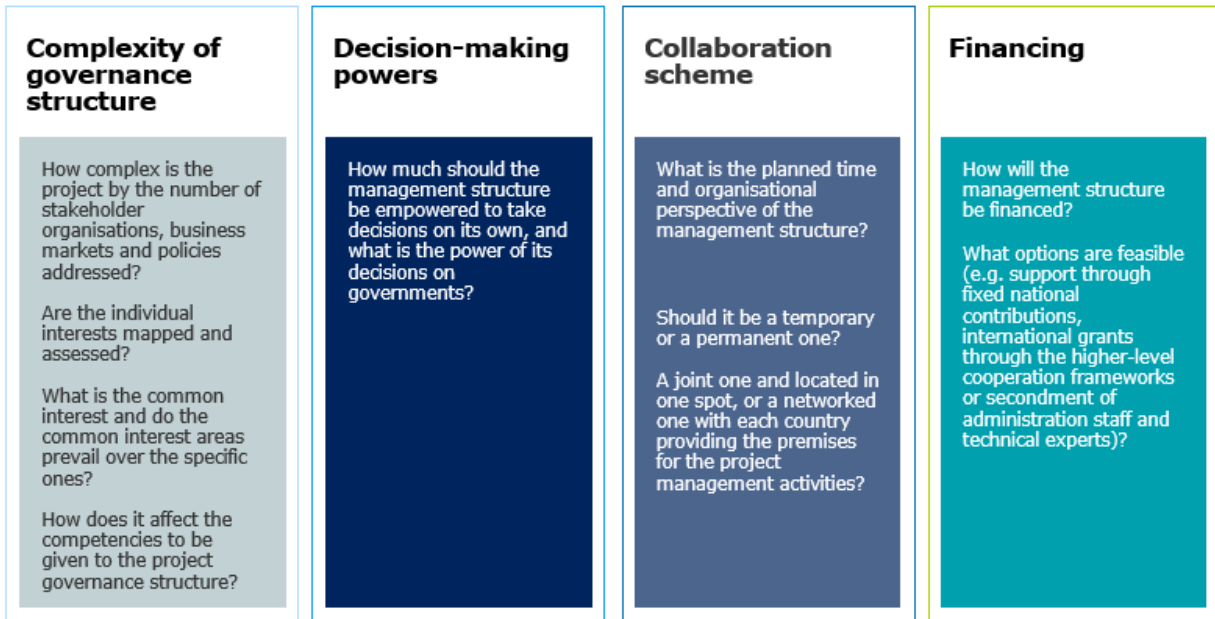 Complexity of
governance
structure
How complex is the
project by the number of
stakeholder
organisations, business
markets and policies
addressed?
Are the individual
interests mapped and
assessed?
What is the common
interest and do the
common interest areas
prevail over the specific
ones?
How does it affect the
competencies to be
given to the project
governance structure?
Decision-making
powers
How much should the
management structure
be empowered to take
decisions on its own, and
what is the power of its
decisions on
governments?
Collaboration
scheme
What is the planned time
and organisational
perspective of the
management structure?
Should it be a temporary
or a permanent one?
A joint one and located in
one spot, or a networked
one with each country
providing the premises
for the project
management activities?
Financing
How will the
management structure
be financed?
What options are feasible
(e.g. support through
fixed national
contributions,
international grants
through the higher-level
cooperation frameworks
or secondment of
administration staff and
technical experts)?